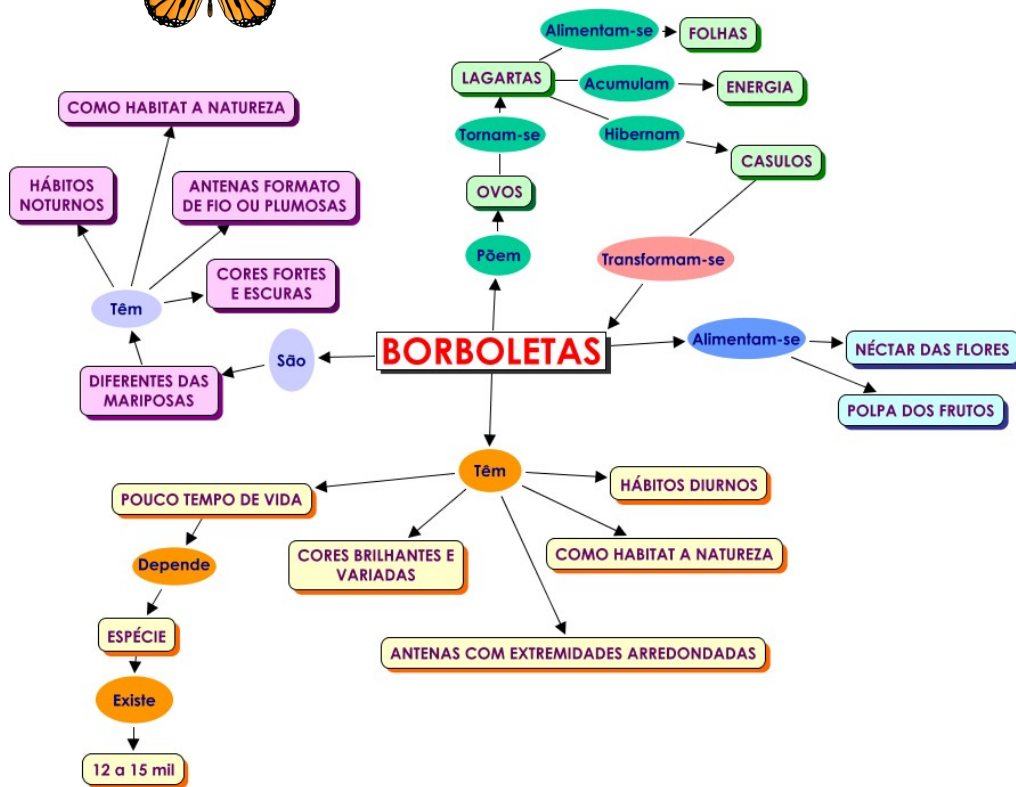 Alimentam-se
FOLHAS
LAGARTAS
Acumulam
ENERGIA
COMO HABITAT A NATUREZA
Tornam-se
Hibernam
CASULOS
HÁBITOS
NOTURNOS
ANTENAS FORMATO
DE FIO OU PLUMOSAS
OVOS
Põem
Transformam-se
CORES FORTES
E ESCURAS
Têm
BORBOLETAS
Alimentam-se
NÉCTAR DAS FLORES
São
DIFERENTES DAS
MARIPOSAS
POLPA DOS FRUTOS
Têm
HÁBITOS DIURNOS
POUCO TEMPO DE VIDA
CORES BRILHANTES E
VARIADAS
COMO HABITAT A NATUREZA
Depende
ESPÉCIE
ANTENAS COM EXTREMIDADES ARREDONDADAS
Existe
12 a 15 mil